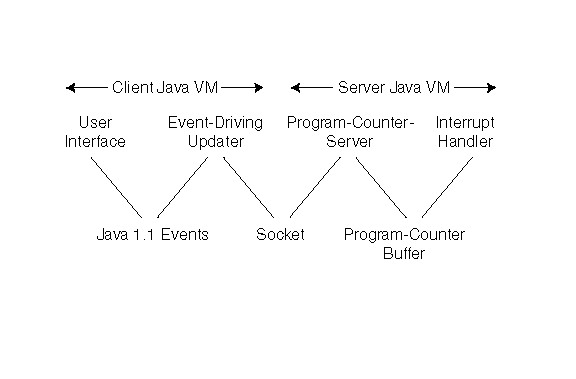 Client Java VM
Server Java VM
User
Interface
Event-Driving
Updater
Program-Counter-
Server
Interrupt
Handler
Java 1.1 Events
Socket
Program-Counter
Buffer